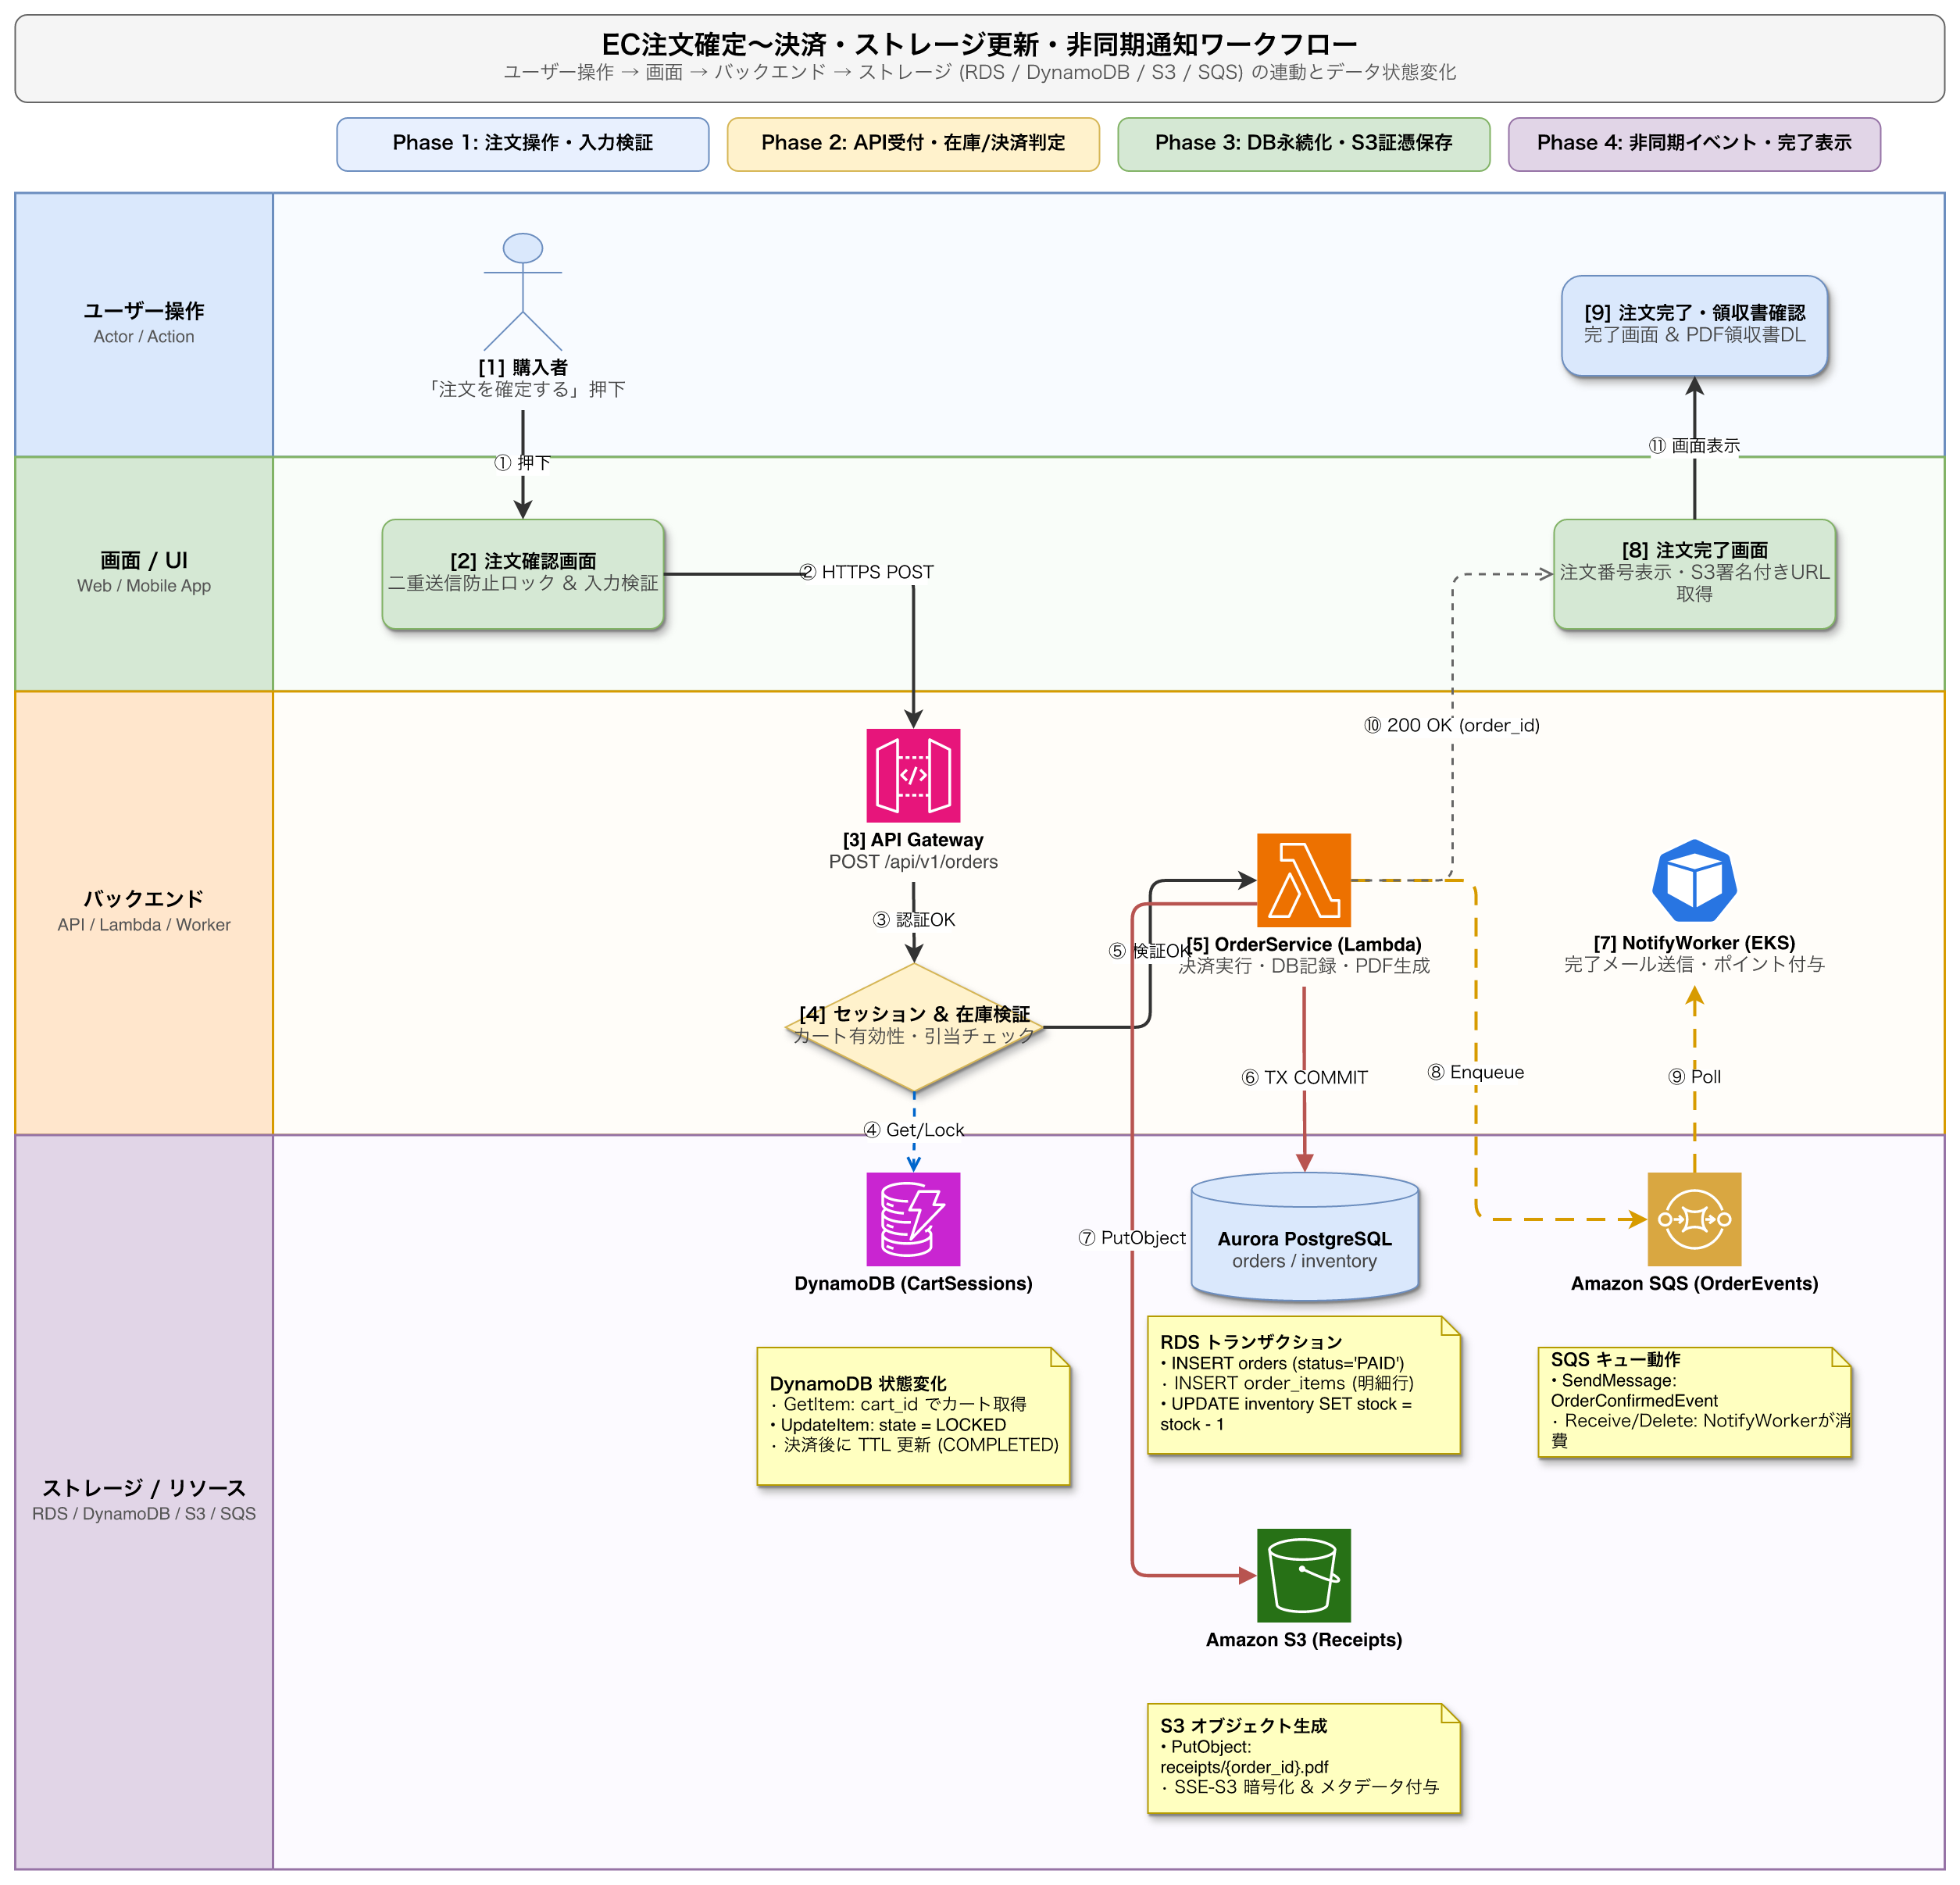 EC注文確定〜決済・ストレージ更新・非同期通知ワークフロー
ユーザー操作 → 画面 → バックエンド → ストレージ (RDS / DynamoDB / S3 / SQS) の連動とデータ状態変化
Phase 1: 注文操作・入力検証
Phase 2: API受付・在庫/決済判定
Phase 3: DB永続化・S3証憑保存
Phase 4: 非同期イベント・完了表示
ユーザー操作
Actor / Action
[1] 購入者
「注文を確定する」押下
[9] 注文完了・領収書確認
完了画面 & PDF領収書DL
① 押下
⑪ 画面表示
画面 / UI
Web / Mobile App
[2] 注文確認画面
二重送信防止ロック & 入力検証
② HTTPS POST
[8] 注文完了画面
注文番号表示・S3署名付きURL
取得
⑩ 200 OK (order_id)
バックエンド
API / Lambda / Worker
[3] API Gateway
POST /api/v1/orders
③ 認証OK
⑤ 検証OK
[5] OrderService (Lambda)
決済実行・DB記録・PDF生成
[7] NotifyWorker (EKS)
完了メール送信・ポイント付与
[4] セッション & 在庫検証
カート有効性・引当チェック
⑥ TX COMMIT
⑧ Enqueue
⑨ Poll
④ Get/Lock
ストレージ / リソース
RDS / DynamoDB / S3 / SQS
⑦ PutObject
DynamoDB (CartSessions)
Aurora PostgreSQL
orders / inventory
Amazon SQS (OrderEvents)
DynamoDB 状態変化
• GetItem: cart_id でカート取得
• UpdateItem: state = LOCKED
• 決済後に TTL 更新 (COMPLETED)
RDS トランザクション
• INSERT orders (status='PAID')
• INSERT order_items (明細行)
• UPDATE inventory SET stock =
stock - 1
SQS キュー動作
• SendMessage:
OrderConfirmedEvent
• Receive/Delete: NotifyWorkerが消
費
Amazon S3 (Receipts)
S3 オブジェクト生成
• PutObject:
receipts/{order_id}.pdf
• SSE-S3 暗号化 & メタデータ付与